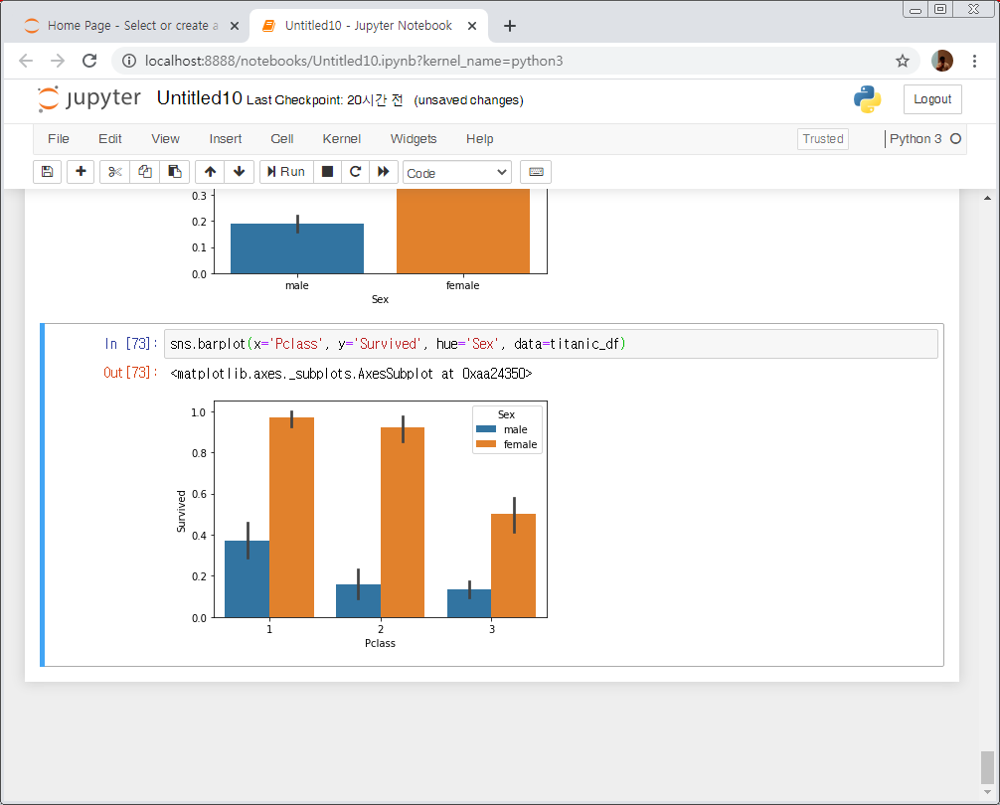 Home Page - Select or create a
Untitled10 - Jupyter Notebook
localhost:8888/notebooks/Untitled10.ipynb?kernel_name=python3
jupyter Untitled10 Last Checkpoint: 20시간 전 (unsaved changes)
Logout
File Edit View Insert Cell Kernel Widgets Help
Trusted
Python 3
Run
Code
0.3
0.2
0.1
0.0
male female
Sex
In [73]: sns.barplot(x='Pclass', y='Survived', hue='Sex', data=titanic_df)
Out[73]: <matplotlib.axes._subplots.AxesSubplot at 0xaa24350>
1.0
0.8
0.6
0.4
0.2
0.0
Survived
Sex
male
female
1 2 3
Pclass